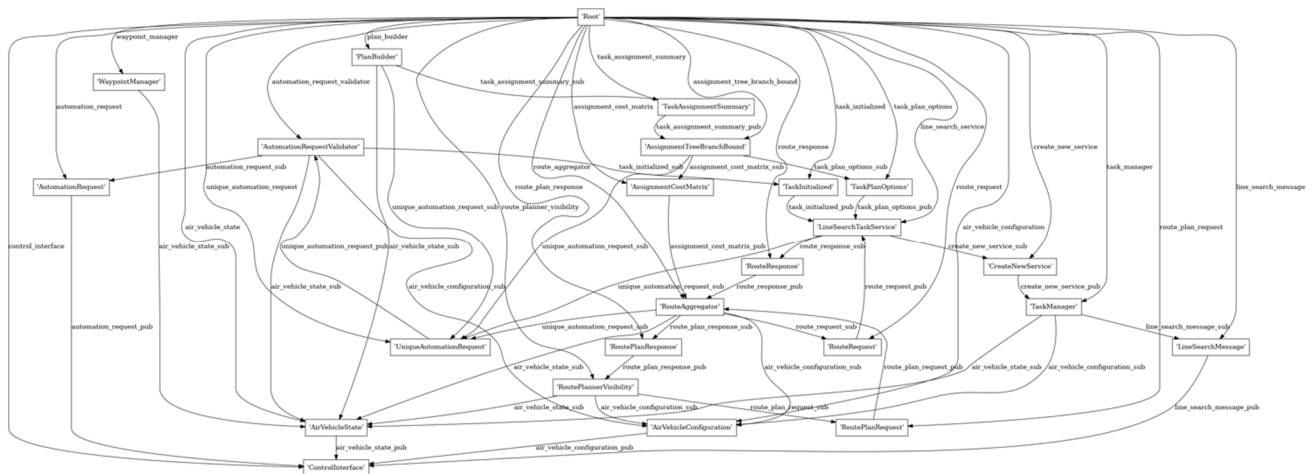 'Root'
waypoint_manager
plan_builder
'PlanBuilder'
task_assignment_summary
'WaypointManager'
automation_request_validator
task_assignment_summary_sub
assignment_tree_branch_bound
automation_request
assignment_cost_matrix
task_initialized
task_plan_options
'TaskAssignmentSummary'
task_assignment_summary_pub
line_search_service
'AutomationRequestValidator'
'AssignmentTreeBranchBound'
route_response
create_new_service
automation_request_sub
task_initialized_sub
route_aggregator
assignment_cost_matrix_sub
task_plan_options_sub
task_manager
'AutomationRequest'
unique_automation_request
route_plan_response
'AssignmentCostMatrix'
'TaskInitialized'
'TaskPlanOptions'
route_request
line_search_message
unique_automation_request_sub
route_planner_visibility
task_initialized_pub
task_plan_options_pub
air_vehicle_state
'LineSearchTaskService'
air_vehicle_configuration
route_plan_request
control_interface
air_vehicle_state_sub
unique_automation_request_pub
air_vehicle_state_sub
unique_automation_request_sub
assignment_cost_matrix_pub
route_response_sub
create_new_service_sub
'RouteResponse'
'CreateNewService'
air_vehicle_state_sub
air_vehicle_configuration_sub
unique_automation_request_sub
route_response_pub
route_request_pub
create_new_service_pub
'RouteAggregator'
'TaskManager'
automation_request_pub
unique_automation_request_sub
route_plan_response_sub
route_request_sub
line_search_message_sub
'UniqueAutomationRequest'
'RoutePlanResponse'
'RouteRequest'
'LineSearchMessage'
air_vehicle_state_sub
route_plan_response_pub
air_vehicle_configuration_sub
route_plan_request_pub
air_vehicle_state_sub
air_vehicle_configuration_sub
'RoutePlannerVisibility'
air_vehicle_state_sub
air_vehicle_configuration_sub
route_plan_request_sub
line_search_message_pub
'AirVehicleState'
'AirVehicleConfiguration'
'RoutePlanRequest'
air_vehicle_state_pub
air_vehicle_configuration_pub
'ControlInterface'